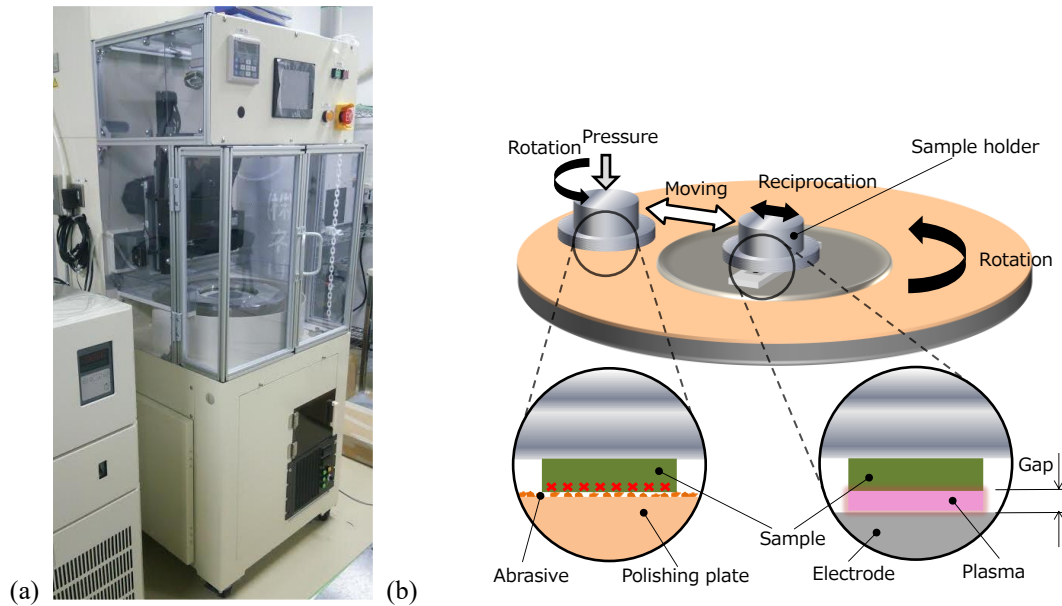 Pressure
Rotation
Sample holder
Moving
Reciprocation
Rotation
Gap
Sample
Abrasive
Polishing plate
Electrode
Plasma
(a)
(b)